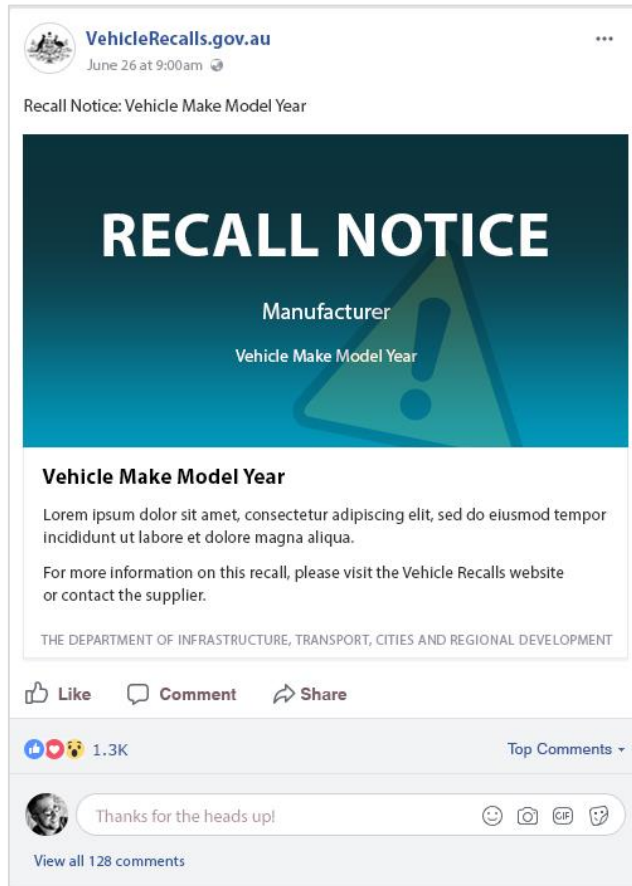 VehicleRecalls.gov.au
June 26 at 9:00am
Recall Notice: Vehicle Make Model Year
RECALL NOTICE
Manufacturer
Vehicle Make Model Year
Vehicle Make Model Year
Lorem ipsum dolor sit amet, consectetur adipiscing elit, sed do eiusmod tempor
incididunt ut labore et dolore magna aliqua.
For more information on this recall, please visit the Vehicle Recalls website
or contact the supplier.
THE DEPARTMENT OF INFRASTRUCTURE, TRANSPORT, CITIES AND REGIONAL DEVELOPMENT
Like Comment Share
1.3K Top Comments
Thanks for the heads up! GIF
View all 128 comments